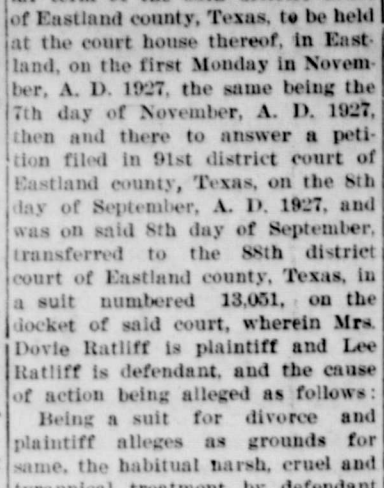 of Eastland county, Texas, to be held
at the court house thereof, in East-
land, on the first Monday in Novem-
ber, A. D. 1927, the same being the
7th day of November, A. D. 1927,
then and there to answer a peti-
tion filed in 91st district court of
Eastland county, Texas, on the 8th
day of September, A. D. 1927, and
was on said 8th day of September,
transferred to the 88th district
court of Eastland county, Texas, in
a suit numbered 13,051, on the
docket of said court, wherein Mrs.
Dovie Ratliff is plaintiff and Lee
Ratliff is defendant, and the cause
of action being alleged as follows:
Being a suit for divorce and
plaintiff alleges as grounds for
same, the habitual harsh, cruel and
treatment by defendant